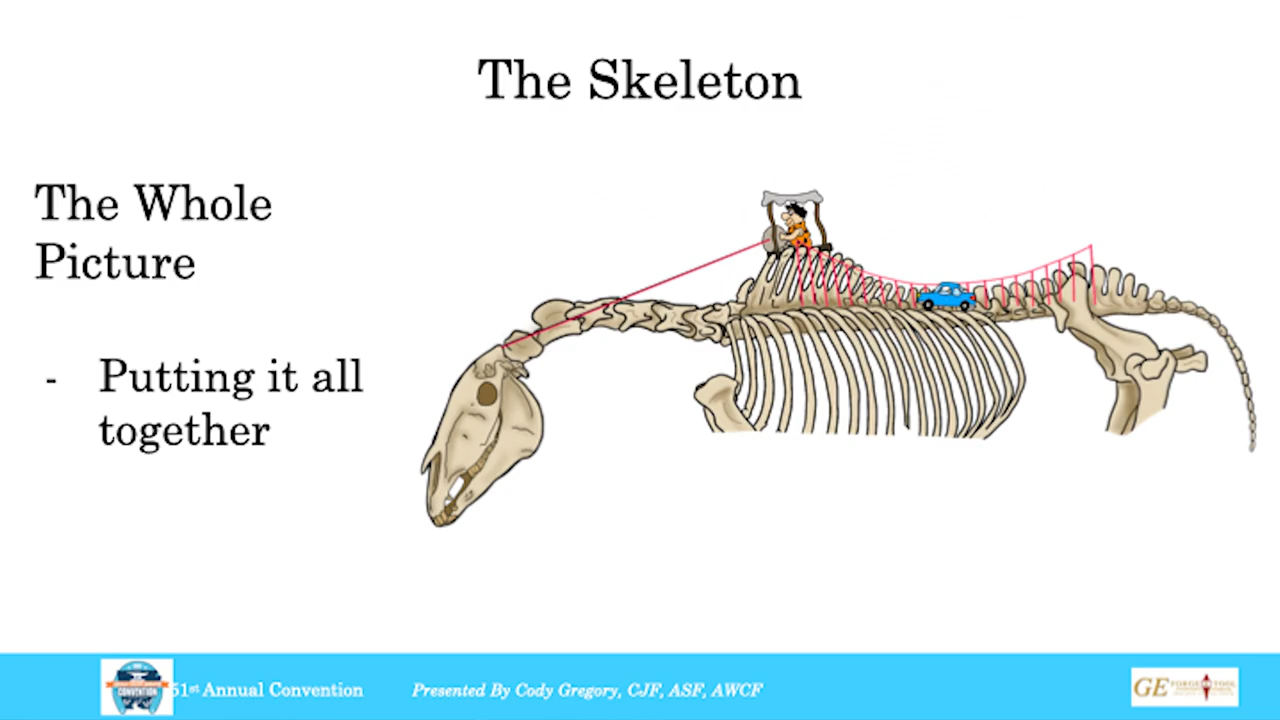 The Skeleton
The Whole
Picture
- Putting it all
together
CONVENTION
51st Annual Convention
Presented By Cody Gregory, CJF, ASF, AWCF
GE FORGE TOOL